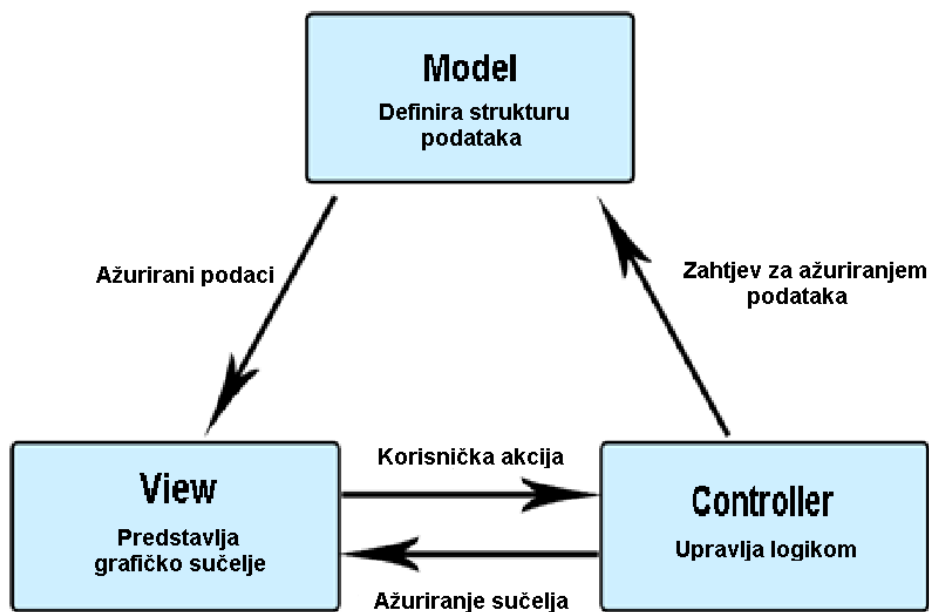 Model
Definira strukturu
podataka
Ažurirani podaci
Zahtjev za ažuriranjem
podataka
View
Predstavlja
grafičko sučelje
Korisnička akcija
Ažuriranje sučelja
Controller
Upravlja logikom